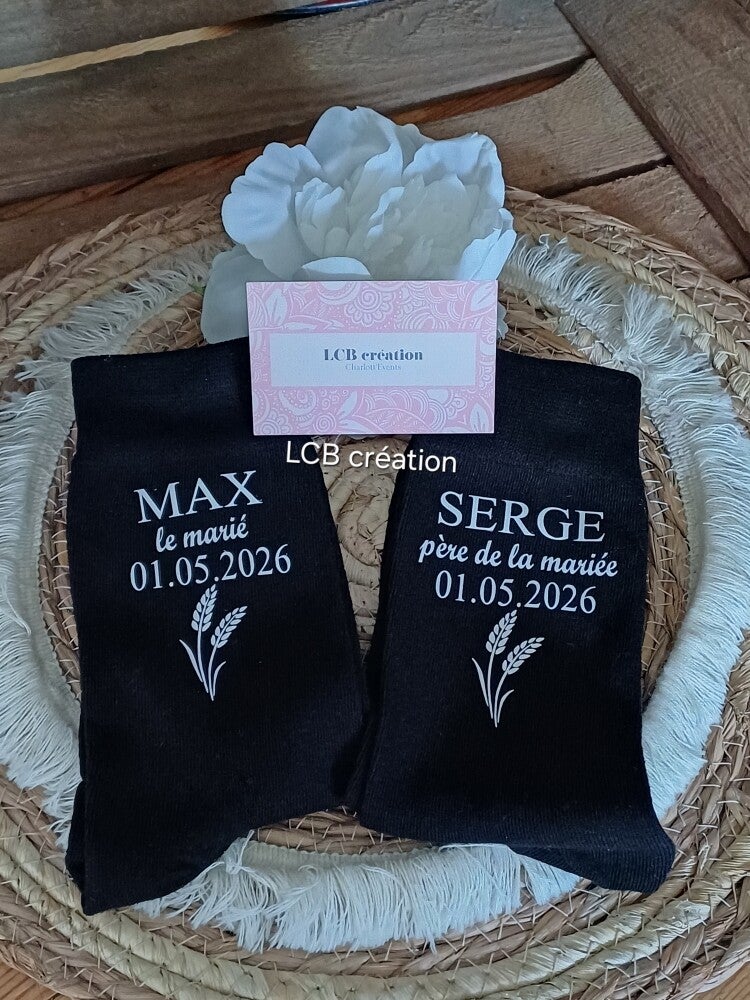 LCB création
Charlott'Events
LCB création
MAX
le marié
01.05.2026
SERGE
père de la mariée
01.05.2026